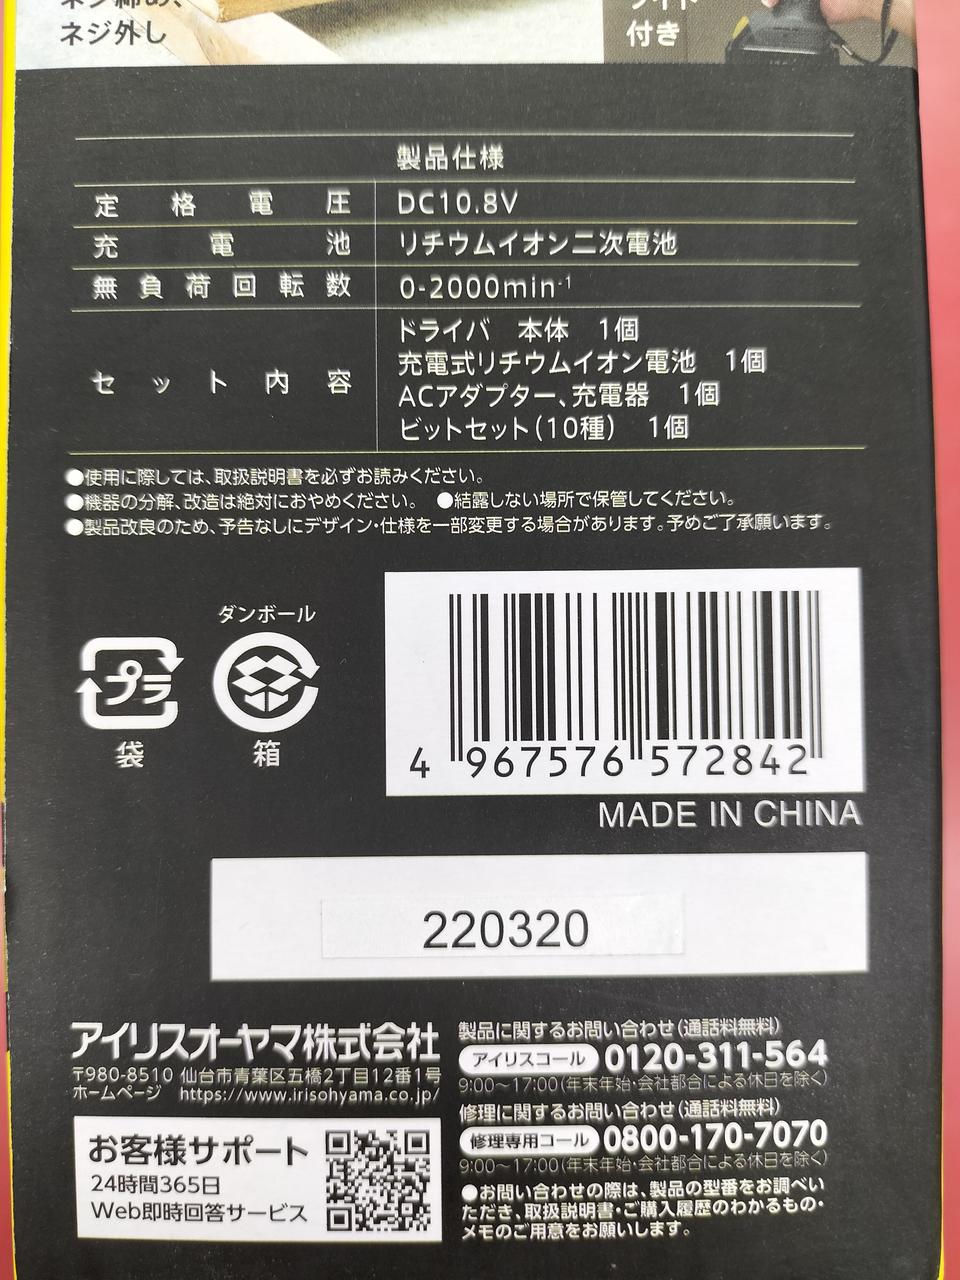 ネジ締め、
ネジ外し
ライト
付き
製品仕様
定格電圧 DC10.8V
充電池 リチウムイオン二次電池
無負荷回転数 0-2000min-1
セット内容
ドライバ 本体 1個
充電式リチウムイオン電池 1個
ACアダプター、充電器 1個
ビットセット(10種) 1個
●使用に際しては、取扱説明書を必ずお読みください。
●機器の分解、改造は絶対におやめください。 ●結露しない場所で保管してください。
●製品改良のため、予告なしにデザイン・仕様を一部変更する場合があります。予めご了承願います。
プラ
袋
ダンボール
箱
4 967576 572842
MADE IN CHINA
220320
アイリスオーヤマ株式会社
〒980-8510 仙台市青葉区五橋2丁目12番1号
ホームページ https://www.irisohyama.co.jp/
お客様サポート
24時間365日
Web即時回答サービス
製品に関するお問い合わせ(通話料無料)
アイリスコール 0120-311-564
9:00〜17:00(年末年始・会社都合による休日を除く)
修理に関するお問い合わせ(通話料無料)
修理専用コール 0800-170-7070
9:00〜17:00(年末年始・会社都合による休日を除く)
●お問い合わせの際は、製品の型番をお調べい
ただき、取扱説明書・ご購入履歴のわかるもの・
メモのご用意をお願いします。